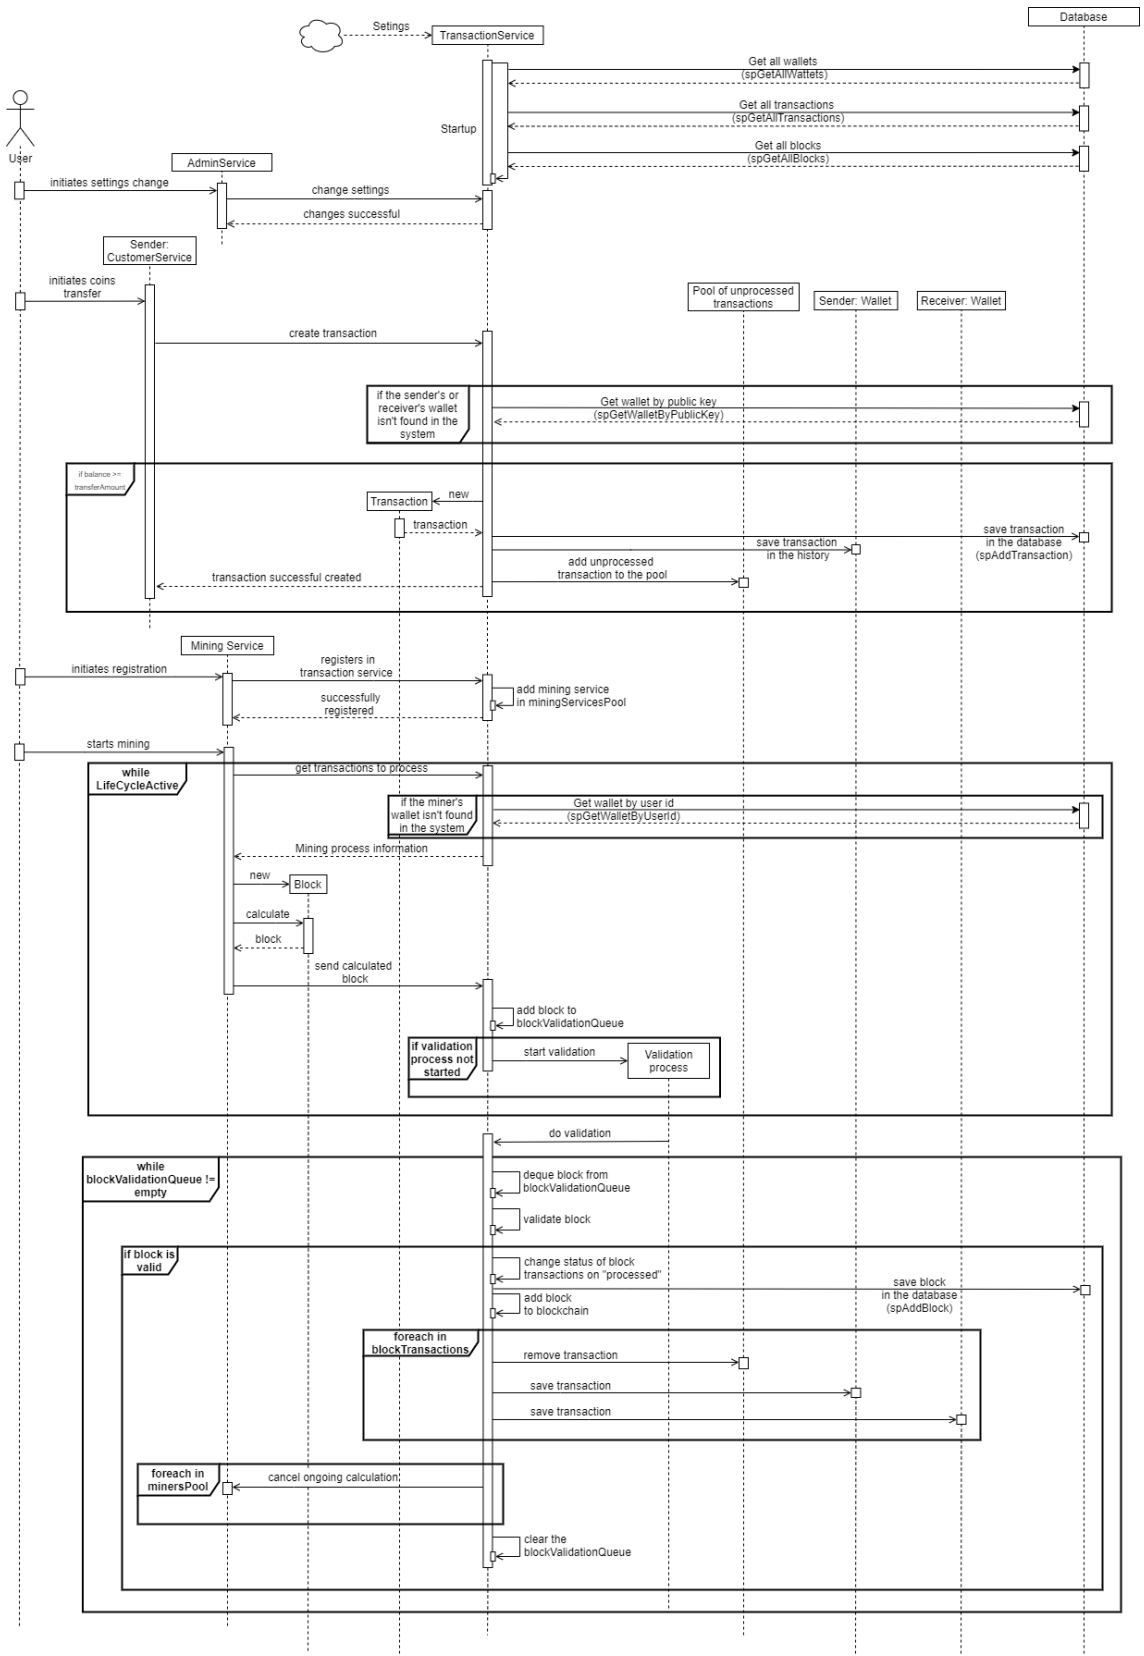 Database
Setings
TransactionService
Get all wallets
(spGetAllWattets)
Get all transactions
(spGetAllTransactions)
Startup
Get all blocks
(spGetAllBlocks)
User
AdminService
initiates settings change
change settings
changes successful
Sender:
CustomerService
initiates coins
transfer
Pool of unprocessed
transactions
Sender: Wallet
Receiver: Wallet
create transaction
if the sender's or
receiver's wallet
isn't found in the
system
Get wallet by public key
(spGetWalletByPublicKey)
if balance >=
transferAmount
Transaction
new
transaction
save transaction
in the database
(spAddTransaction)
save transaction
in the history
add unprocessed
transaction to the pool
transaction successful created
Mining Service
initiates registration
registers in
transaction service
add mining service
in miningServicesPool
successfully
registered
starts mining
while
LifeCycleActive
get transactions to process
if the miner's
wallet isn't found
in the system
Get wallet by user id
(spGetWalletByUserId)
Mining process information
new
Block
calculate
block
send calculated
block
add block to
blockValidationQueue
if validation
process not
started
start validation
Validation
process
do validation
while
blockValidationQueue !=
empty
deque block from
blockValidationQueue
validate block
if block is
valid
change status of block
transactions on "processed"
save block
in the database
(spAddBlock)
add block
to blockchain
foreach in
blockTransactions
remove transaction
save transaction
save transaction
foreach in
minersPool
cancel ongoing calculation
clear the
blockValidationQueue